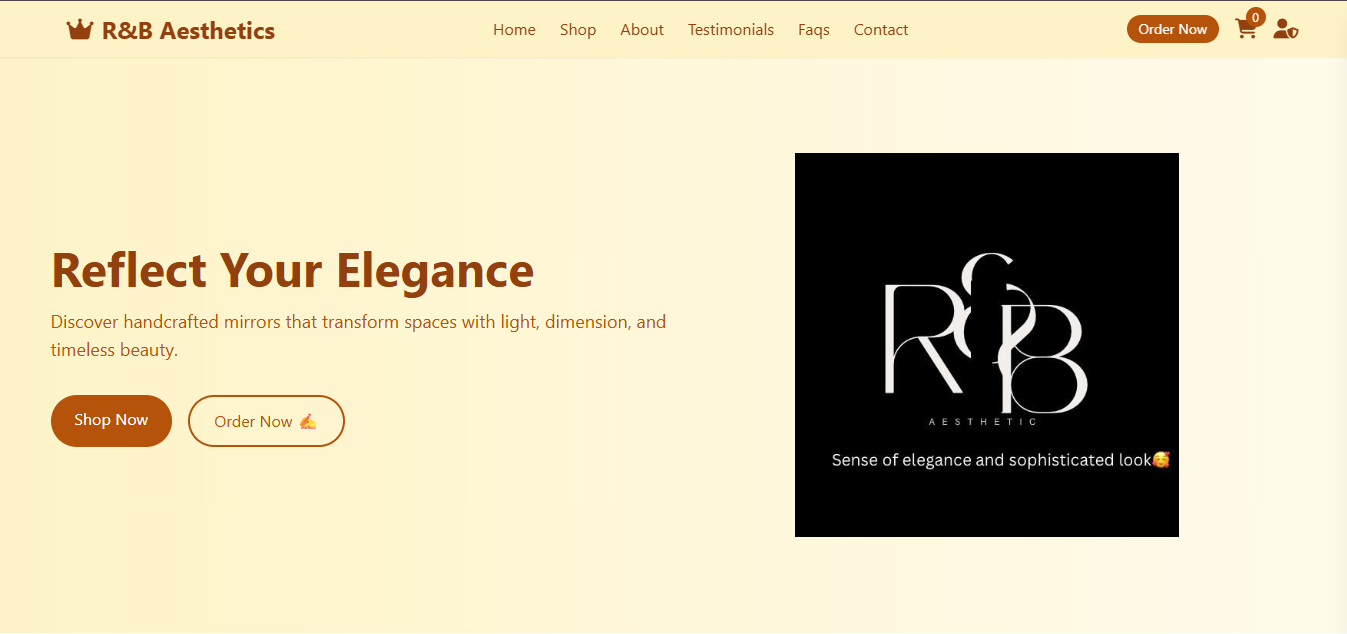 R&B Aesthetics
Home
Shop
About
Testimonials
Faqs
Contact
Order Now
0
Reflect Your Elegance
Discover handcrafted mirrors that transform spaces with light, dimension, and
timeless beauty.
Shop Now
Order Now ✍️
R&B
AESTHETIC
Sense of elegance and sophisticated look🥰